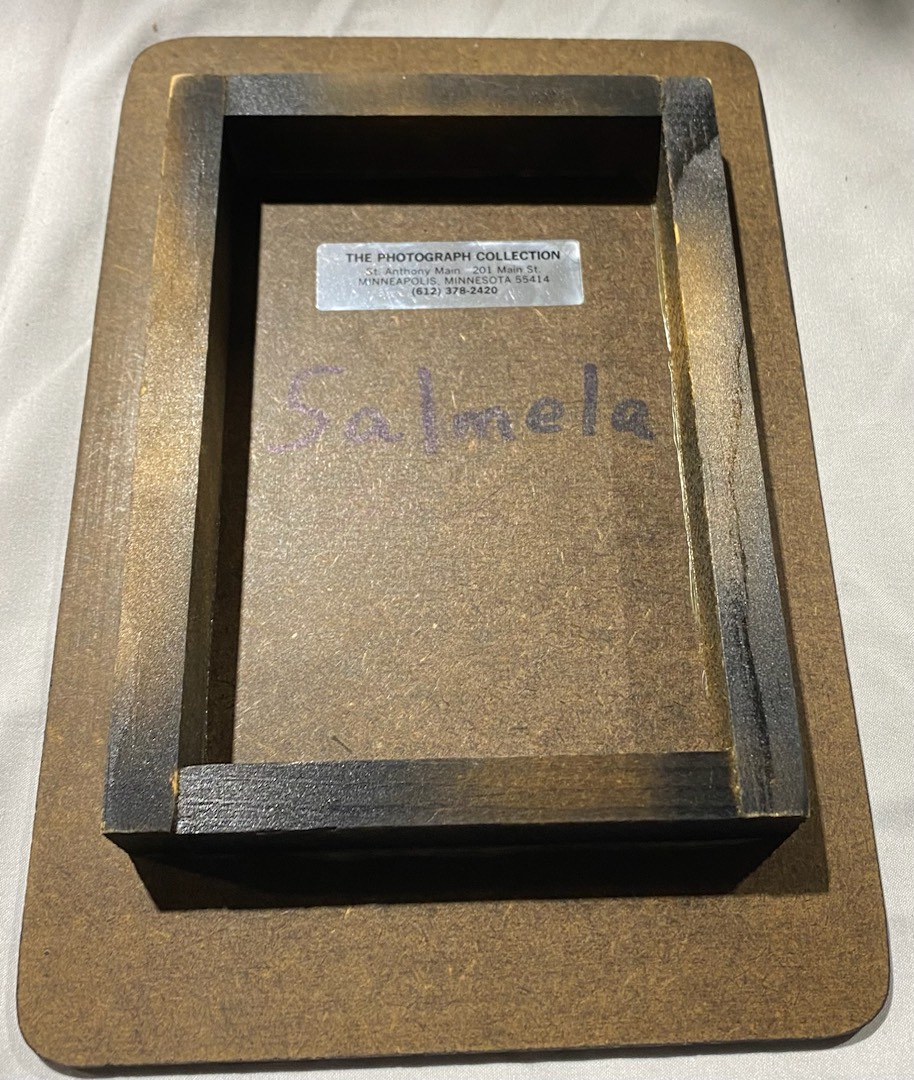 THE PHOTOGRAPH COLLECTION
St. Anthony Main 201 Main St.
MINNEAPOLIS, MINNESOTA 55414
(612) 378-2420
Salmela